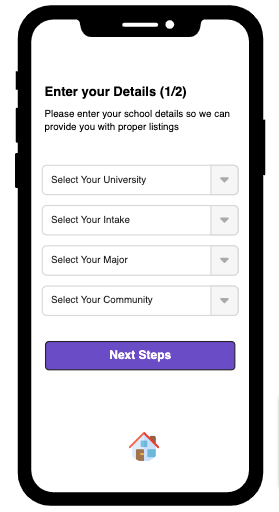 Enter your Details (1/2)
Please enter your school details so we can
provide you with proper listings
Select Your University
Select Your Intake
Select Your Major
Select Your Community
Next Steps